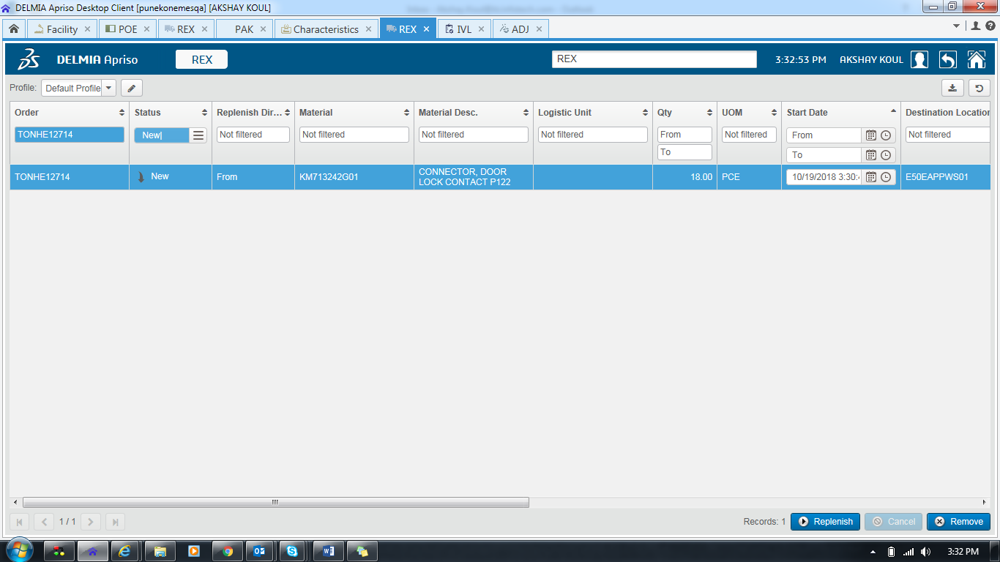 DELMIA Apriso Desktop Client [punekonemesqa] [AKSHAY KOUL]
Facility POE REX PAK Characteristics REX IVL ADJ
DELMIA Apriso REX REX 3:32:53 PM AKSHAY KOUL
Profile: Default Profile
Order Status Replenish Dir... Material Material Desc. Logistic Unit Qty UOM Start Date Destination Location
TONHE12714 New Not filtered Not filtered Not filtered Not filtered From Not filtered From Not filtered
To To
TONHE12714 New From KM713242G01 CONNECTOR, DOOR LOCK CONTACT P122 18.00 PCE 10/19/2018 3:30: E50EAPPWS01
1 / 1 Records: 1 Replenish Cancel Remove
3:32 PM